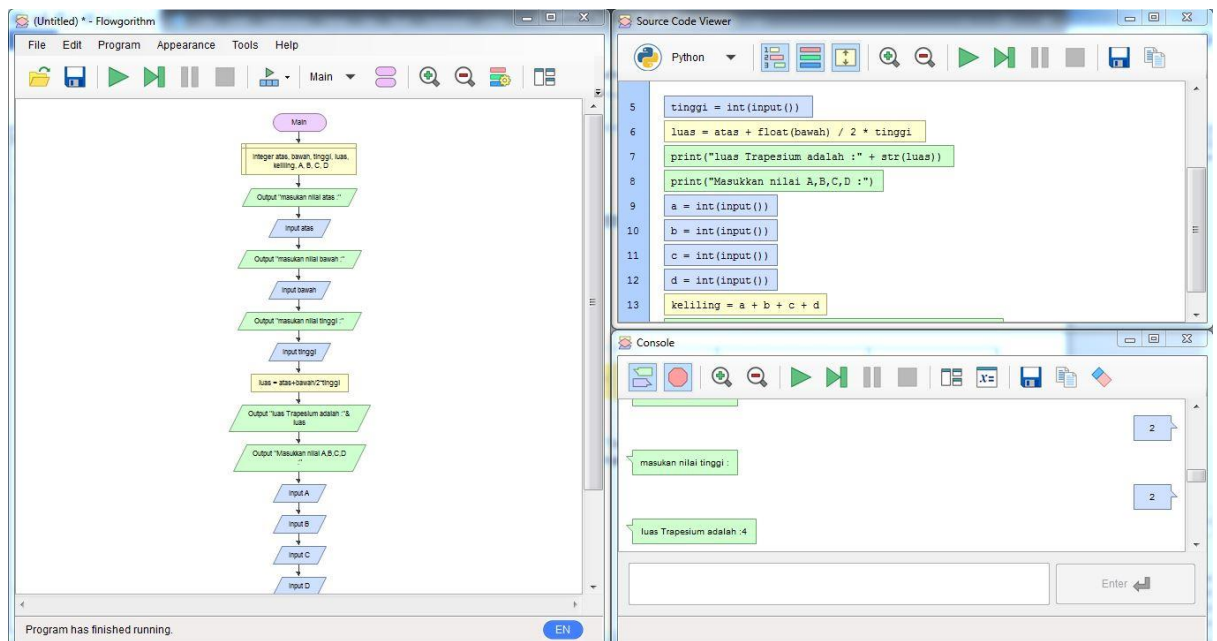 (Untitled) * - Flowgorithm
File Edit Program Appearance Tools Help
Main
Main
Integer atas, bawah, tinggi, luas,
keliling, A, B, C, D
Output "masukan nilai atas :"
Input atas
Output "masukan nilai bawah :"
Input bawah
Output "masukan nilai tinggi :"
Input tinggi
luas = atas+bawah/2*tinggi
Output "luas Trapesium adalah :"&
luas
Output "Masukkan nilai A,B,C,D
:"
Input A
Input B
Input C
Input D
Program has finished running.
EN
Source Code Viewer
Python
5 tinggi = int(input())
6 luas = atas + float(bawah) / 2 * tinggi
7 print("luas Trapesium adalah :" + str(luas))
8 print("Masukkan nilai A,B,C,D :")
9 a = int(input())
10 b = int(input())
11 c = int(input())
12 d = int(input())
13 keliling = a + b + c + d
Console
2
masukan nilai tinggi :
2
luas Trapesium adalah :4
Enter